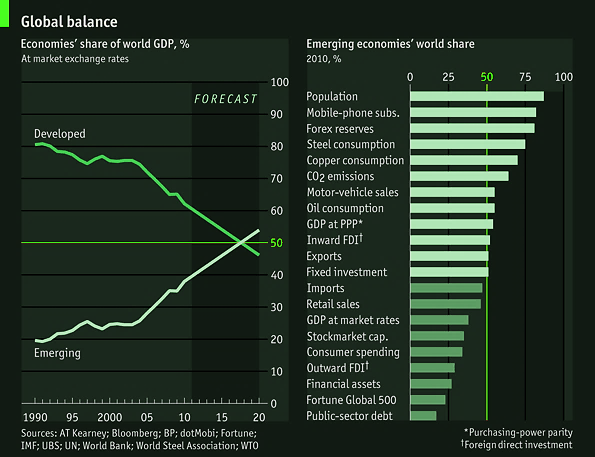 Global balance
Economies' share of world GDP, %
At market exchange rates
100
FORECAST
90
Developed
80
70
60
50
40
30
20
Emerging
10
0
1990 95 2000 05 10 15 20
Sources: AT Kearney; Bloomberg; BP; dotMobi; Fortune;
IMF; UBS; UN; World Bank; World Steel Association; WTO
Emerging economies' world share
2010, %
0 25 50 75 100
Population
Mobile-phone subs.
Forex reserves
Steel consumption
Copper consumption
CO2 emissions
Motor-vehicle sales
Oil consumption
GDP at PPP*
Inward FDI†
Exports
Fixed investment
Imports
Retail sales
GDP at market rates
Stockmarket cap.
Consumer spending
Outward FDI†
Financial assets
Fortune Global 500
Public-sector debt
*Purchasing-power parity
†Foreign direct investment